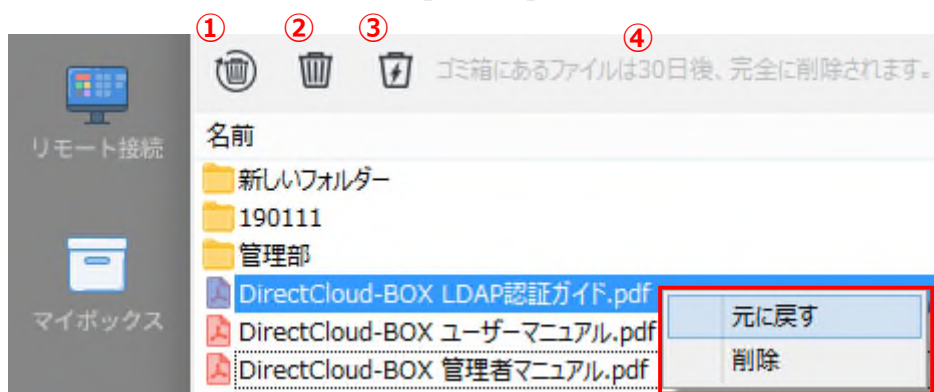 ① ② ③ ④
ゴミ箱にあるファイルは30日後、完全に削除されます。
リモート接続
名前
新しいフォルダー
190111
管理部
DirectCloud-BOX LDAP認証ガイド.pdf
マイボックス
DirectCloud-BOX ユーザーマニュアル.pdf
DirectCloud-BOX 管理者マニュアル.pdf
元に戻す
削除